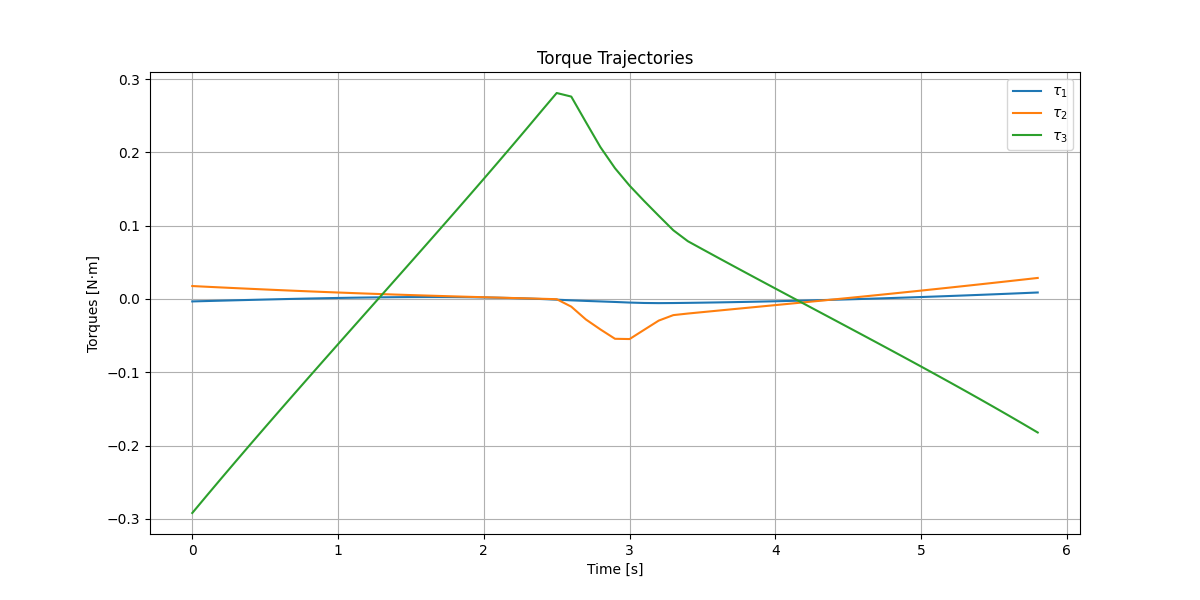 Torque Trajectories
Torques [N·m]
0.3
0.2
0.1
0.0
−0.1
−0.2
−0.3
τ₁
τ₂
τ₃
0 1 2 3 4 5 6
Time [s]